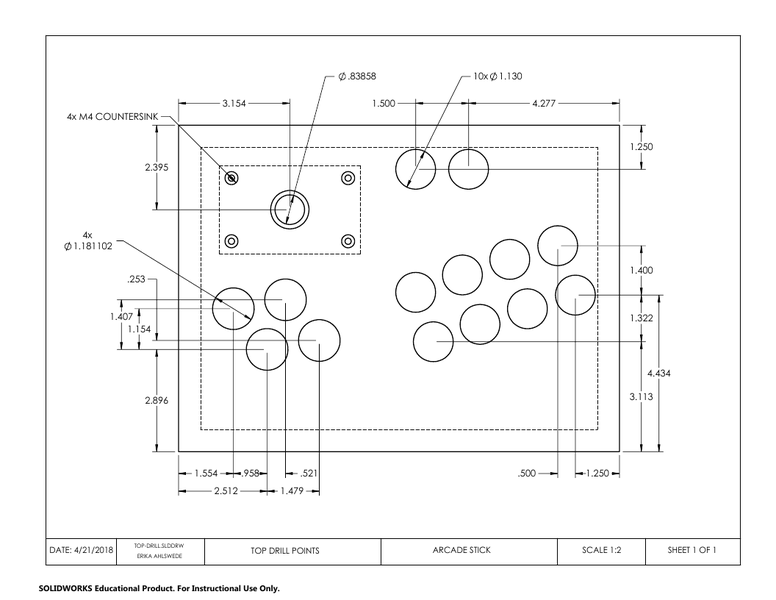 Ø .83858
10x Ø 1.130
3.154
1.500
4.277
4x M4 COUNTERSINK
2.395
1.250
4x
Ø 1.181102
.253
1.407
1.154
1.400
1.322
4.434
2.896
3.113
1.554
.958
.521
.500
1.250
2.512
1.479
DATE: 4/21/2018
TOP-DRILL.SLDDRW
ERIKA AHLSWEDE
TOP DRILL POINTS
ARCADE STICK
SCALE 1:2
SHEET 1 OF 1
SOLIDWORKS Educational Product. For Instructional Use Only.